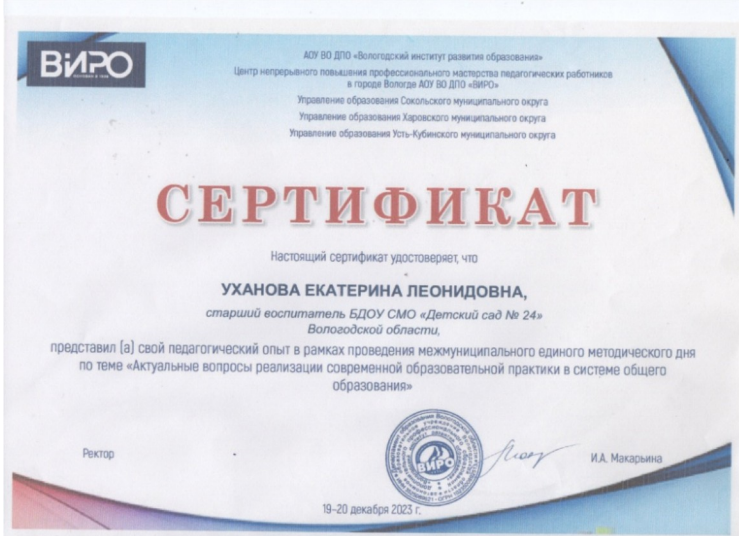 ВИРО
АОУ ВО ДПО «Вологодский институт развития образования»
Центр непрерывного повышения профессионального мастерства педагогических работников
в городе Вологде АОУ ВО ДПО «ВИРО»
Управление образования Сокольского муниципального округа
Управление образования Харовского муниципального округа
Управление образования Усть-Кубинского муниципального округа
СЕРТИФИКАТ
Настоящий сертификат удостоверяет, что
УХАНОВА ЕКАТЕРИНА ЛЕОНИДОВНА,
старший воспитатель БДОУ СМО «Детский сад № 24»
Вологодской области,
представил (а) свой педагогический опыт в рамках проведения межмуниципального единого методического дня
по теме «Актуальные вопросы реализации современной образовательной практики в системе общего
образования»
Ректор
ВИРО
И.А. Макарьина
19-20 декабря 2023 г.